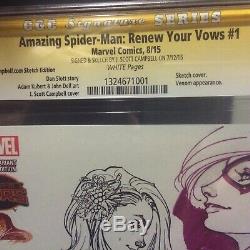 CGC Signature SERIES
Amazing Spider-Man: Renew Your Vows #1
Marvel Comics, 8/15
SIGNED & SKETCH BY J. SCOTT CAMPBELL ON 7/12/15
WHITE Pages
Campbell.com Sketch Edition
Dan Slott story
Adam Kubert & John Dell art
J. Scott Campbell cover
1324671001
Sketch cover.
Venom appearance.